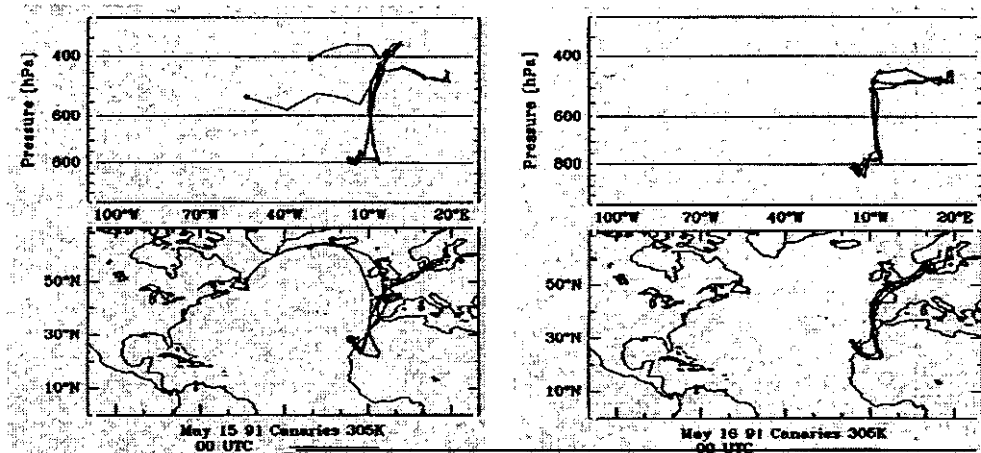 Pressure (hPa)
400
600
800
100°W 70°W 40°W 10°W 20°E
50°N
30°N
10°N
May 15 91 Canaries 305K
00 UTC
Pressure (hPa)
400
600
800
100°W 70°W 40°W 10°W 20°E
50°N
30°N
10°N
May 16 91 Canaries 305K
00 UTC